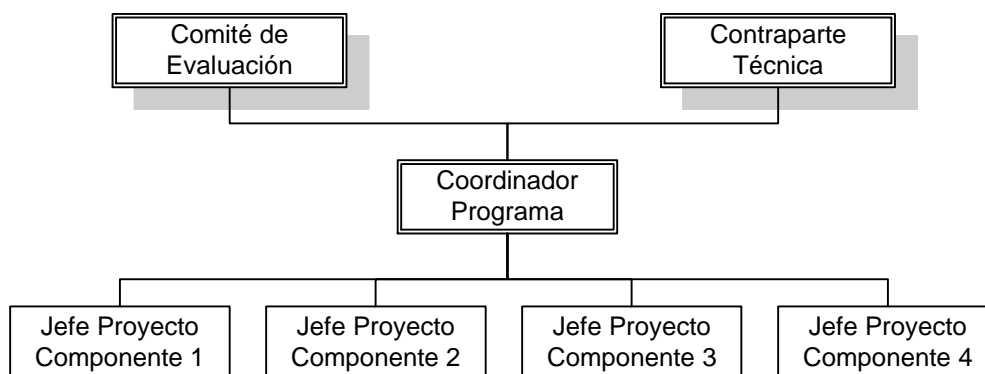 Comité de
Evaluación
Contraparte
Técnica
Coordinador
Programa
Jefe Proyecto
Componente 1
Jefe Proyecto
Componente 2
Jefe Proyecto
Componente 3
Jefe Proyecto
Componente 4